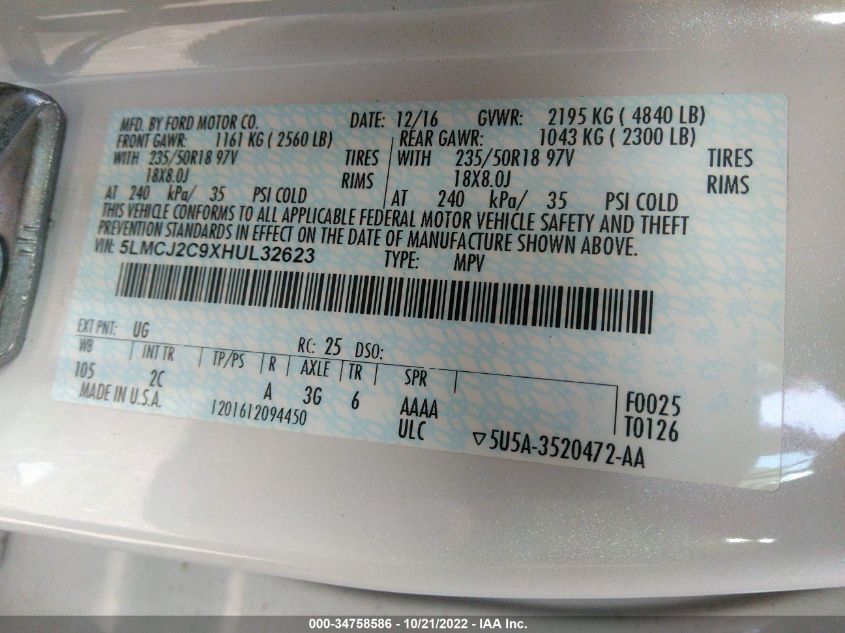 MFD. BY FORD MOTOR CO. DATE: 12/16 GVWR: 2195 KG ( 4840 LB)
FRONT GAWR: 1161 KG ( 2560 LB) REAR GAWR: 1043 KG ( 2300 LB)
WITH 235/50R18 97V TIRES WITH 235/50R18 97V TIRES
18X8.0J RIMS 18X8.0J RIMS
AT 240 kPa/ 35 PSI COLD AT 240 kPa/ 35 PSI COLD
THIS VEHICLE CONFORMS TO ALL APPLICABLE FEDERAL MOTOR VEHICLE SAFETY AND THEFT
PREVENTION STANDARDS IN EFFECT ON THE DATE OF MANUFACTURE SHOWN ABOVE.
VIN: 5LMCJ2C9XHUL32623 TYPE: MPV
EXT PNT: UG RC: 25 DSO:
WB INT TR TP/PS R AXLE TR SPR
105 2C A 3G 6 AAAA F0025
MADE IN U.S.A. 1201612094450 ULC T0126
▽5U5A-3520472-AA
000-34758586 - 10/21/2022 - IAA Inc.